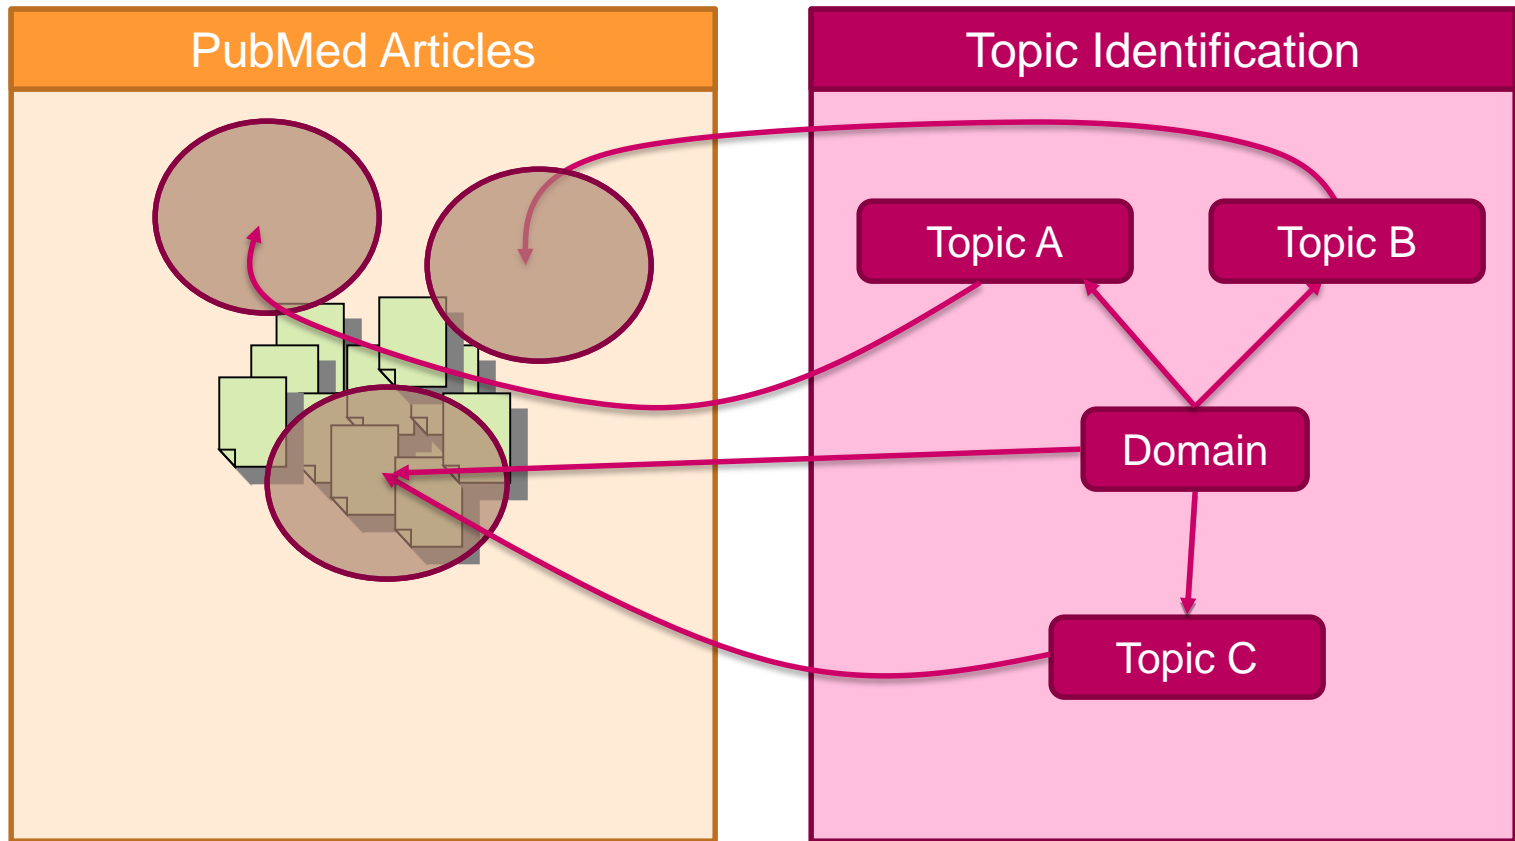 PubMed Articles
Topic Identification
Topic A
Topic B
Domain
Topic C